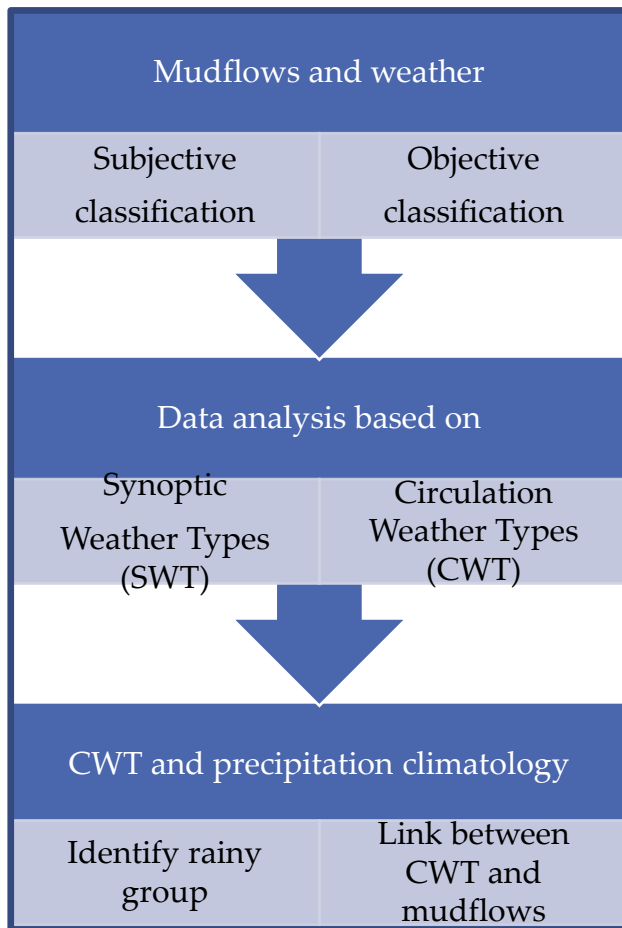 Mudflows and weather
Subjective
classification
Objective
classification
Data analysis based on
Synoptic
Weather Types
(SWT)
Circulation
Weather Types
(CWT)
CWT and precipitation climatology
Identify rainy
group
Link between
CWT and
mudflows